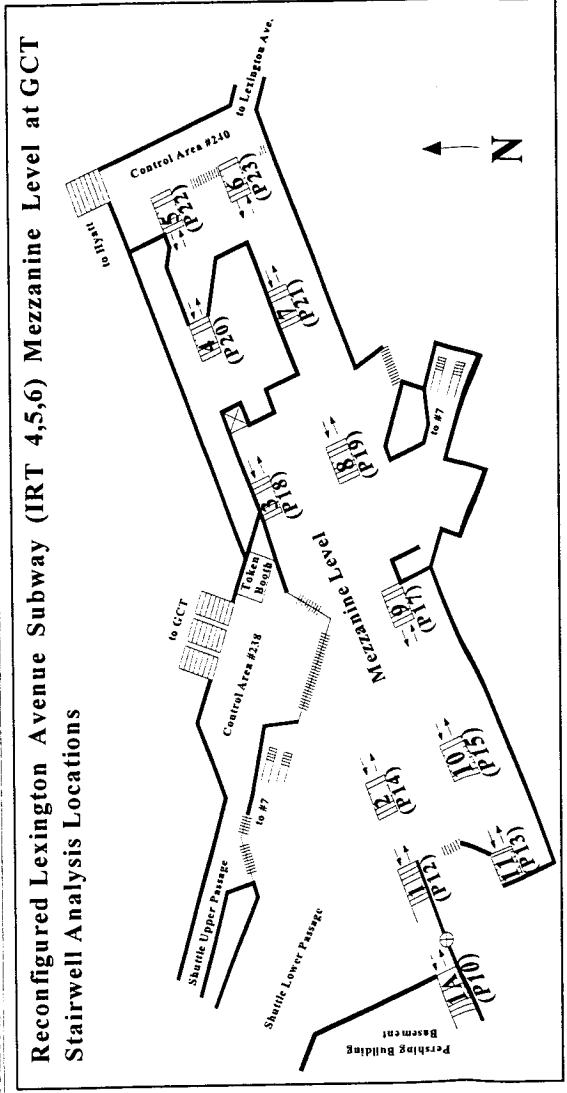 Reconfigured Lexington Avenue Subway (IRT 4,5,6) Mezzanine Level at GCT
Stairwell Analysis Locations
to Hyatt
Control Area #240
to Lexington Ave.
5
(P22)
6
(P23)
4
(P20)
7
(P21)
N
3
(P18)
8
(P19)
to #7
Token
Booth
to GCT
Control Area #238
Mezzanine Level
9
(P17)
to #7
Shuttle Upper Passage
Shuttle Lower Passage
2
(P14)
10
(P15)
1
(P12)
11
(P13)
1A
(P10)
Pershing Building
Basement